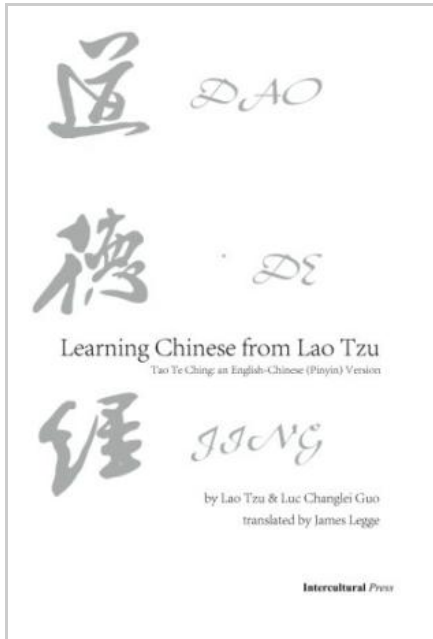 道 DAO
德 DE
Learning Chinese from Lao Tzu
Tao Te Ching: an English-Chinese (Pinyin) Version
经 JING
by Lao Tzu & Luc Changlei Guo
translated by James Legge
Intercultural Press